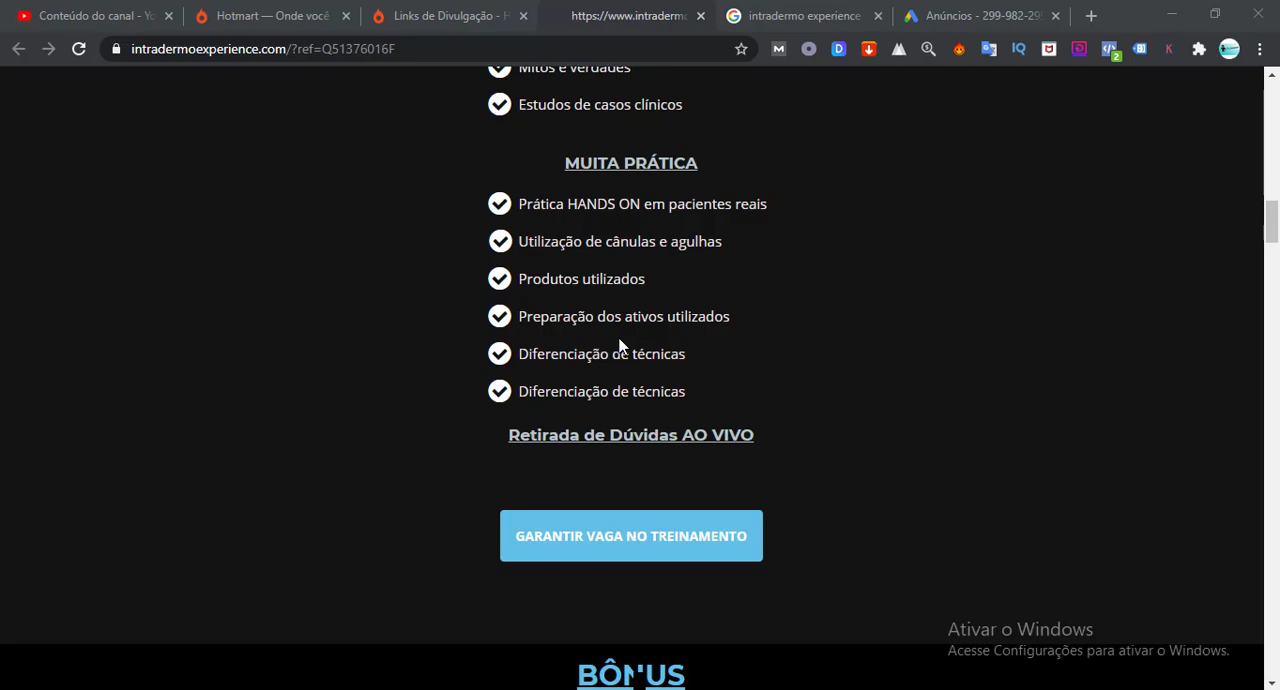 Conteúdo do canal - Yo
Hotmart — Onde você
Links de Divulgação - H
https://www.intradermo
intradermo experience
Anúncios - 299-982-295
intradermoexperience.com/?ref=Q51376016F
Mitos e verdades
Estudos de casos clínicos
MUITA PRÁTICA
Prática HANDS ON em pacientes reais
Utilização de cânulas e agulhas
Produtos utilizados
Preparação dos ativos utilizados
Diferenciação de técnicas
Diferenciação de técnicas
Retirada de Dúvidas AO VIVO
GARANTIR VAGA NO TREINAMENTO
Ativar o Windows
Acesse Configurações para ativar o Windows.
BÔNUS